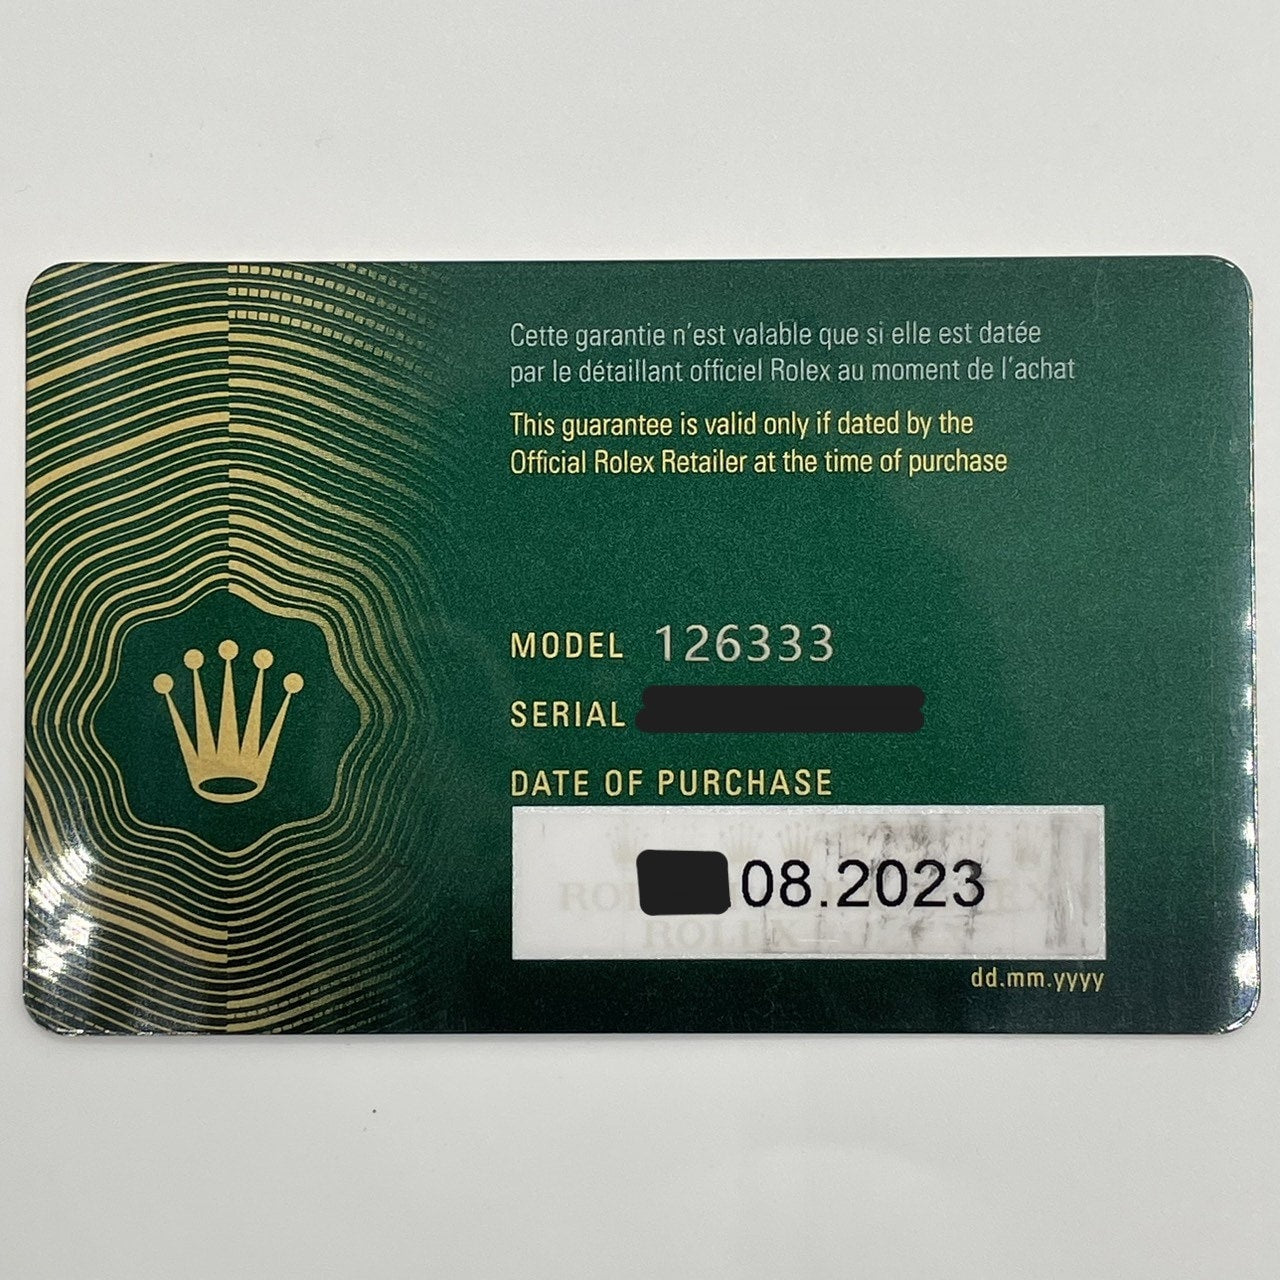 Cette garantie n'est valable que si elle est datée
par le détaillant officiel Rolex au moment de l'achat
This guarantee is valid only if dated by the
Official Rolex Retailer at the time of purchase
MODEL 126333
SERIAL
DATE OF PURCHASE
.08.2023
ROLEX
dd.mm.yyyy